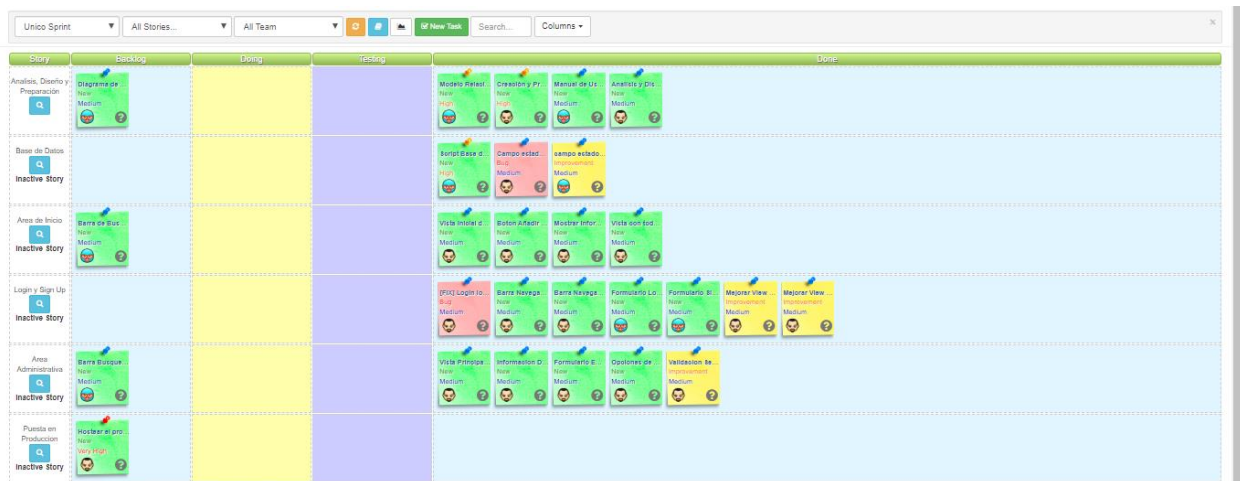 Unico Sprint
All Stories...
All Team
New Task
Search...
Columns
Story
Backlog
Doing
Testing
Done
Analisis, Diseño y
Preparación
Diagrama de ...
New
Medium
Modelo Relasi...
New
High
Creasión y Pr...
New
High
Manual de Us...
New
Medium
Analisis y Dis...
New
Medium
Base de Datos
Inactive Story
Script Base d...
New
High
Campo estad...
Bug
Medium
campo estado...
Improvement
Medium
Area de Inicio
Inactive Story
Barra de Bus...
New
Medium
Vista Inicial d...
New
Medium
Boton Añadir...
New
Medium
Mostrar Infor...
New
Medium
Vista con tod...
New
Medium
Login y Sign Up
Inactive Story
[FIX] Login lo...
Bug
Medium
Barra Navega...
New
Medium
Barra Navega...
New
Medium
Formulario Lo...
New
Medium
Formulario Si...
New
Medium
Mejorar View ...
Improvement
Medium
Mejorar View ...
Improvement
Medium
Area
Administrativa
Inactive Story
Barra Busque...
New
Medium
Vista Principa...
New
Medium
Informacion D...
New
Medium
Formulario E...
New
Medium
Opciones de ...
New
Medium
Validacion Se...
Improvement
Medium
Puesta en
Produccion
Inactive Story
Hostear el pro...
New
Very High